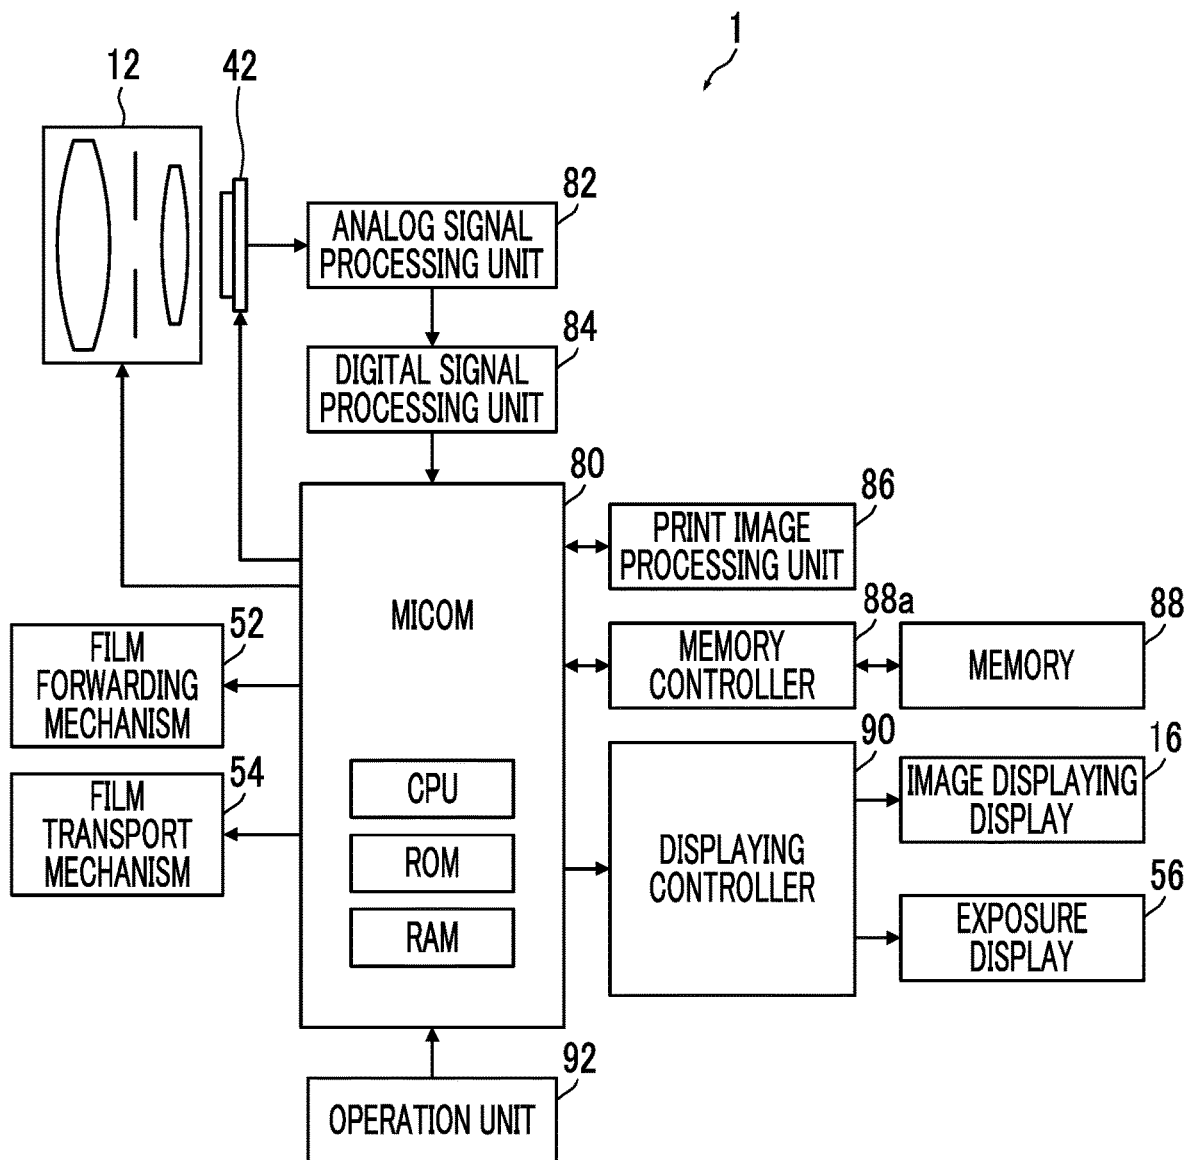 1
12
42
82
ANALOG SIGNAL
PROCESSING UNIT
84
DIGITAL SIGNAL
PROCESSING UNIT
80
MICOM
CPU
ROM
RAM
86
PRINT IMAGE
PROCESSING UNIT
88a
MEMORY
CONTROLLER
88
MEMORY
52
FILM
FORWARDING
MECHANISM
54
FILM
TRANSPORT
MECHANISM
90
DISPLAYING
CONTROLLER
16
IMAGE DISPLAYING
DISPLAY
56
EXPOSURE
DISPLAY
92
OPERATION UNIT